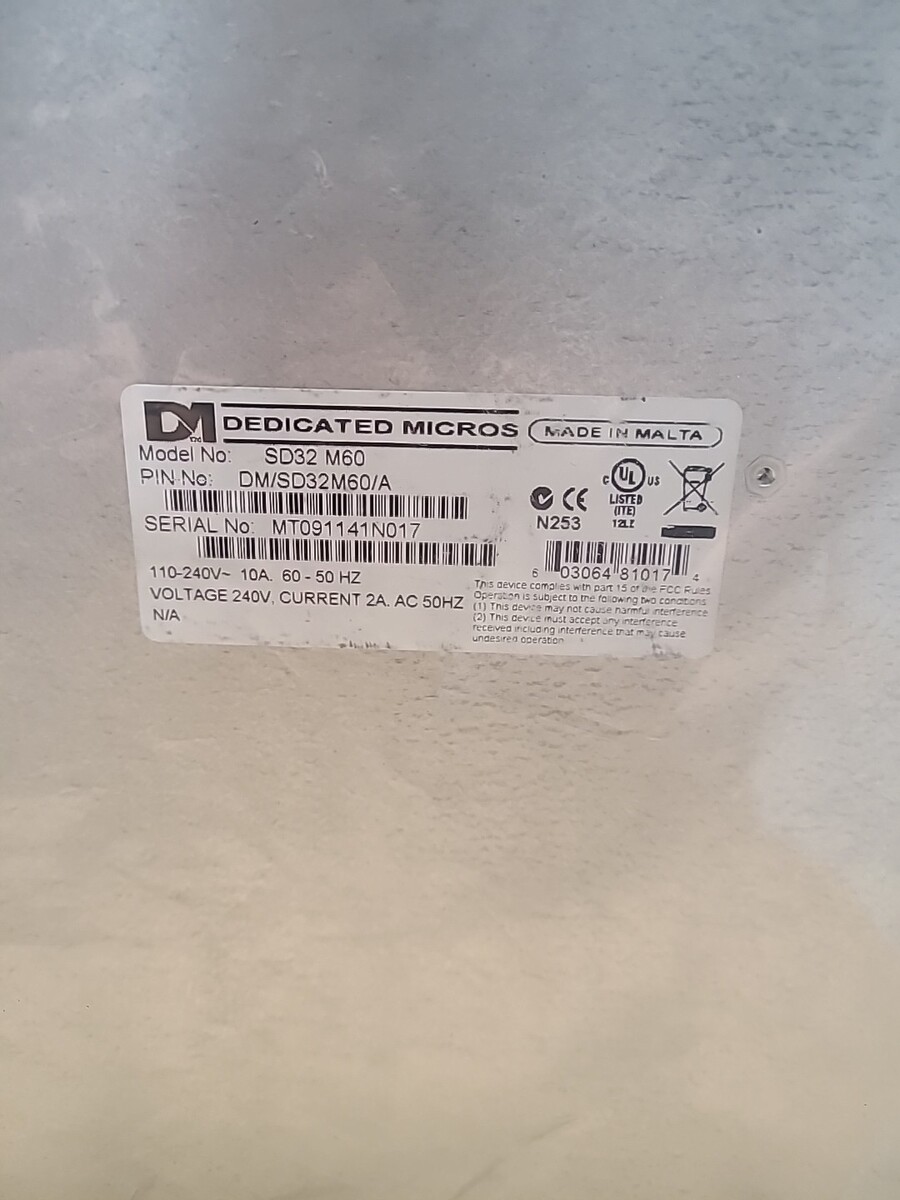 DM
DEDICATED MICROS
MADE IN MALTA
Model No: SD32 M60
PIN No: DM/SD32M60/A
SERIAL No: MT091141N017
N253
c UL US
LISTED
(ITE)
12LZ
6 03064 81017 4
110-240V~ 10A. 60 - 50 HZ
VOLTAGE 240V, CURRENT 2A. AC 50HZ
N/A
This device complies with part 15 of the FCC Rules
Operation is subject to the following two conditions
(1) This device may not cause harmful interference
(2) This device must accept any interference
received including interference that may cause
undesired operation